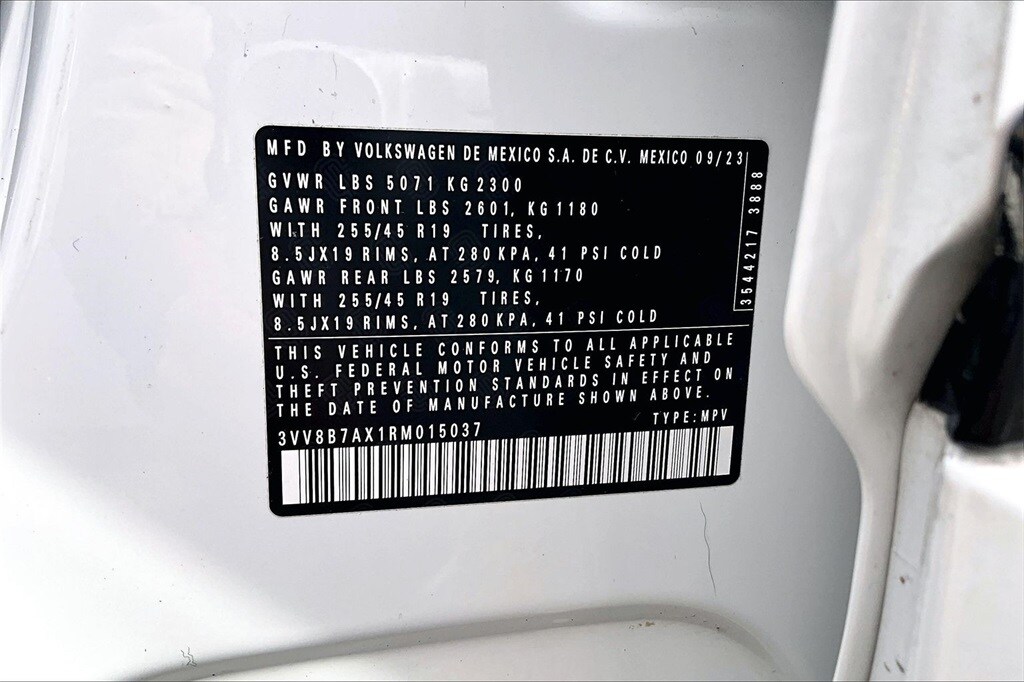 MFD BY VOLKSWAGEN DE MEXICO S.A. DE C.V. MEXICO 09/23
GVWR LBS 5071 KG 2300
GAWR FRONT LBS 2601, KG 1180
WITH 255/45 R19 TIRES,
8.5JX19 RIMS, AT 280 KPA, 41 PSI COLD
GAWR REAR LBS 2579, KG 1170
WITH 255/45 R19 TIRES,
8.5JX19 RIMS, AT 280 KPA, 41 PSI COLD
3544217 3888
THIS VEHICLE CONFORMS TO ALL APPLICABLE
U.S. FEDERAL MOTOR VEHICLE SAFETY AND
THEFT PREVENTION STANDARDS IN EFFECT ON
THE DATE OF MANUFACTURE SHOWN ABOVE.
TYPE: MPV
3VV8B7AX1RM015037